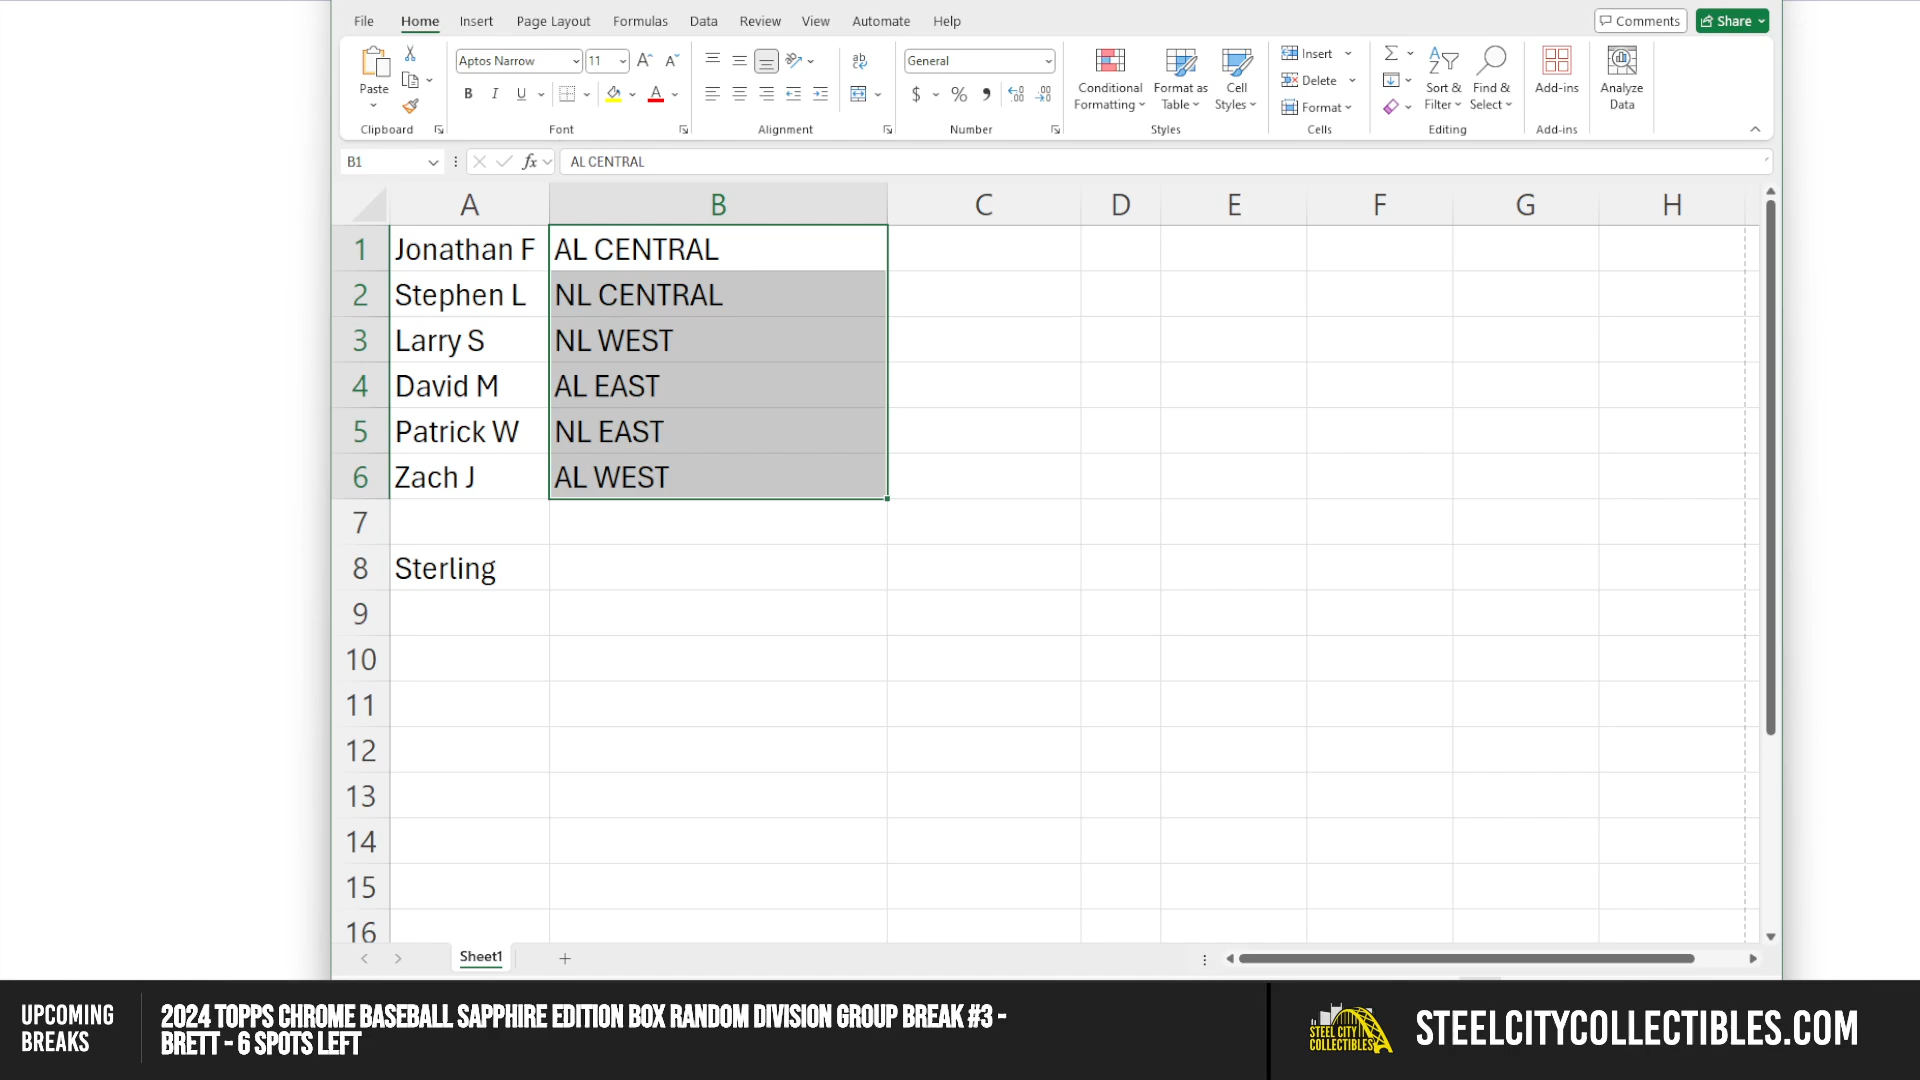 File Home Insert Page Layout Formulas Data Review View Automate Help Comments Share
Paste
Clipboard
Aptos Narrow 11
B I U A
Font
ab
Alignment
General
$ % ,
Number
Conditional Formatting
Format as Table
Cell Styles
Styles
Insert
Delete
Format
Cells
Sort & Filter
Find & Select
Editing
Add-ins
Add-ins
Analyze Data
B1 fx AL CENTRAL
A B C D E F G H
1 Jonathan F AL CENTRAL
2 Stephen L NL CENTRAL
3 Larry S NL WEST
4 David M AL EAST
5 Patrick W NL EAST
6 Zach J AL WEST
7
8 Sterling
9
10
11
12
13
14
15
16
Sheet1
UPCOMING BREAKS
2024 TOPPS CHROME BASEBALL SAPPHIRE EDITION BOX RANDOM DIVISION GROUP BREAK #3 -
BRETT - 6 SPOTS LEFT
STEEL CITY
COLLECTIBLES
STEELCITYCOLLECTIBLES.COM